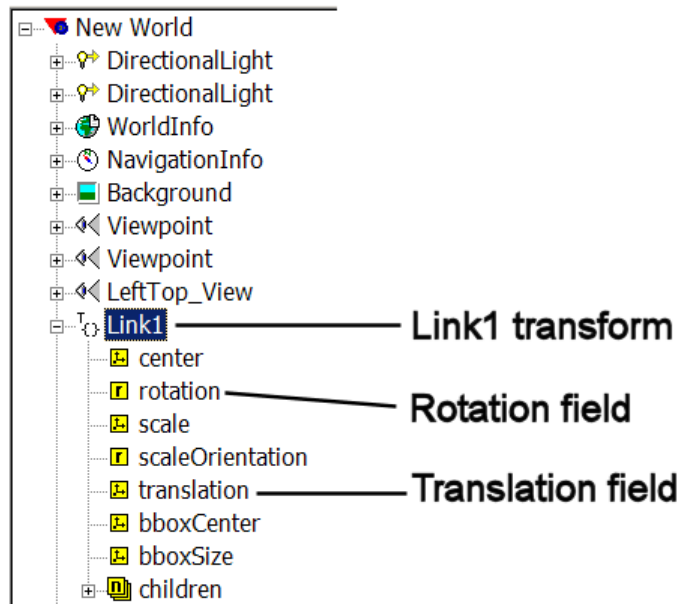 New World
DirectionalLight
DirectionalLight
WorldInfo
NavigationInfo
Background
Viewpoint
Viewpoint
LeftTop_View
Link1
Link1 transform
center
rotation
Rotation field
scale
scaleOrientation
translation
Translation field
bboxCenter
bboxSize
children